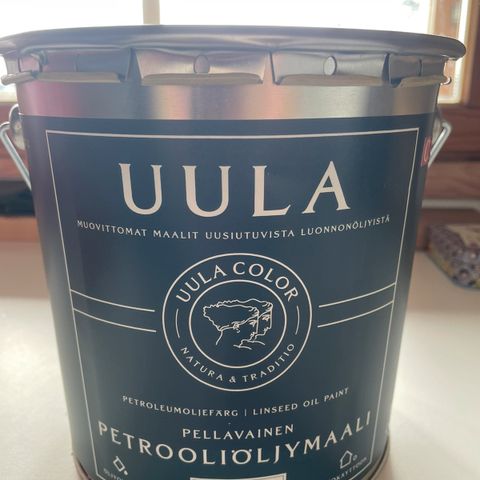 UULA
MUOVITTOMAT MAALIT UUSIUTUVISTA LUONNONÖLJYISTÄ
UULA COLOR
NATURA & TRADITIO
PETROLEUMOLJEFÄRG | LINSEED OIL PAINT
PELLAVAINEN
PETROOLIÖLJYMAALI